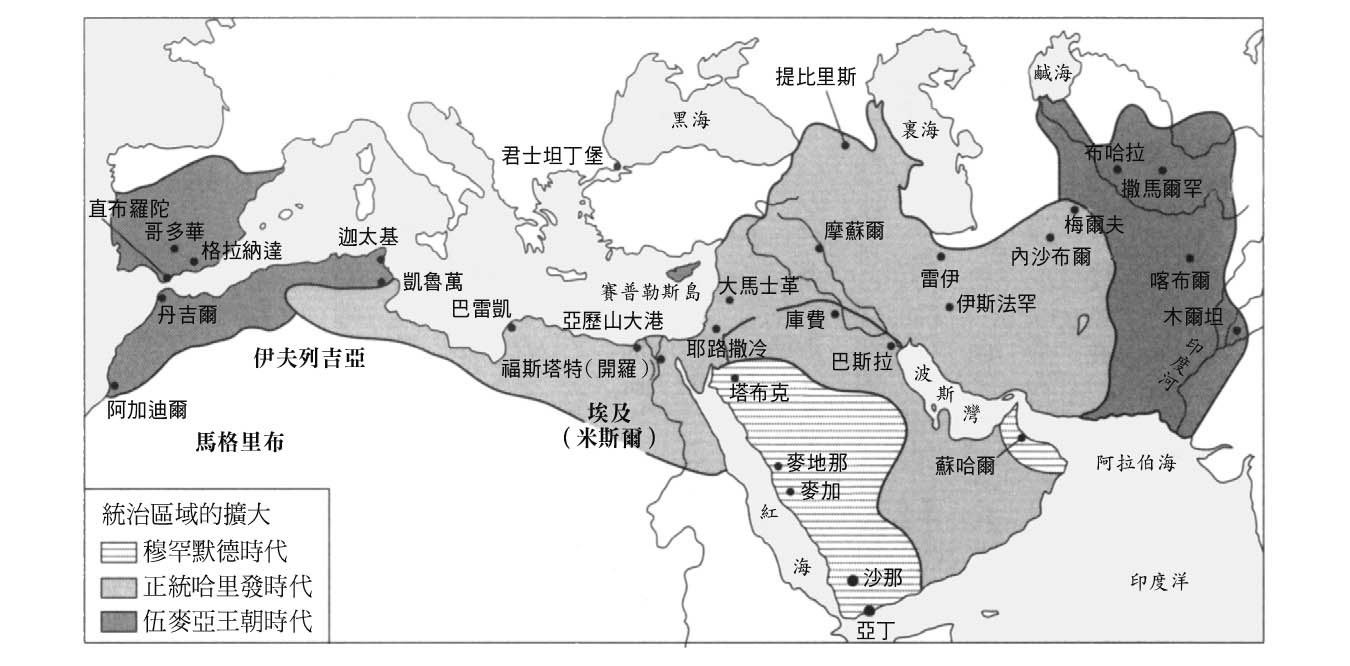 鹹海
提比里斯
黑海
裏海
君士坦丁堡
布哈拉
撒馬爾罕
直布羅陀
哥多華
格拉納達
迦太基
摩蘇爾
梅爾夫
內沙布爾
凱魯萬
賽普勒斯島
大馬士革
雷伊
喀布爾
丹吉爾
巴雷凱
亞歷山大港
庫費
伊斯法罕
木爾坦
伊夫列吉亞
福斯塔特（開羅）
耶路撒冷
巴斯拉
印度河
塔布克
波斯灣
阿加迪爾
埃及
（米斯爾）
馬格里布
麥地那
蘇哈爾
阿拉伯海
麥加
紅海
沙那
印度洋
亞丁
統治區域的擴大
穆罕默德時代
正統哈里發時代
伍麥亞王朝時代